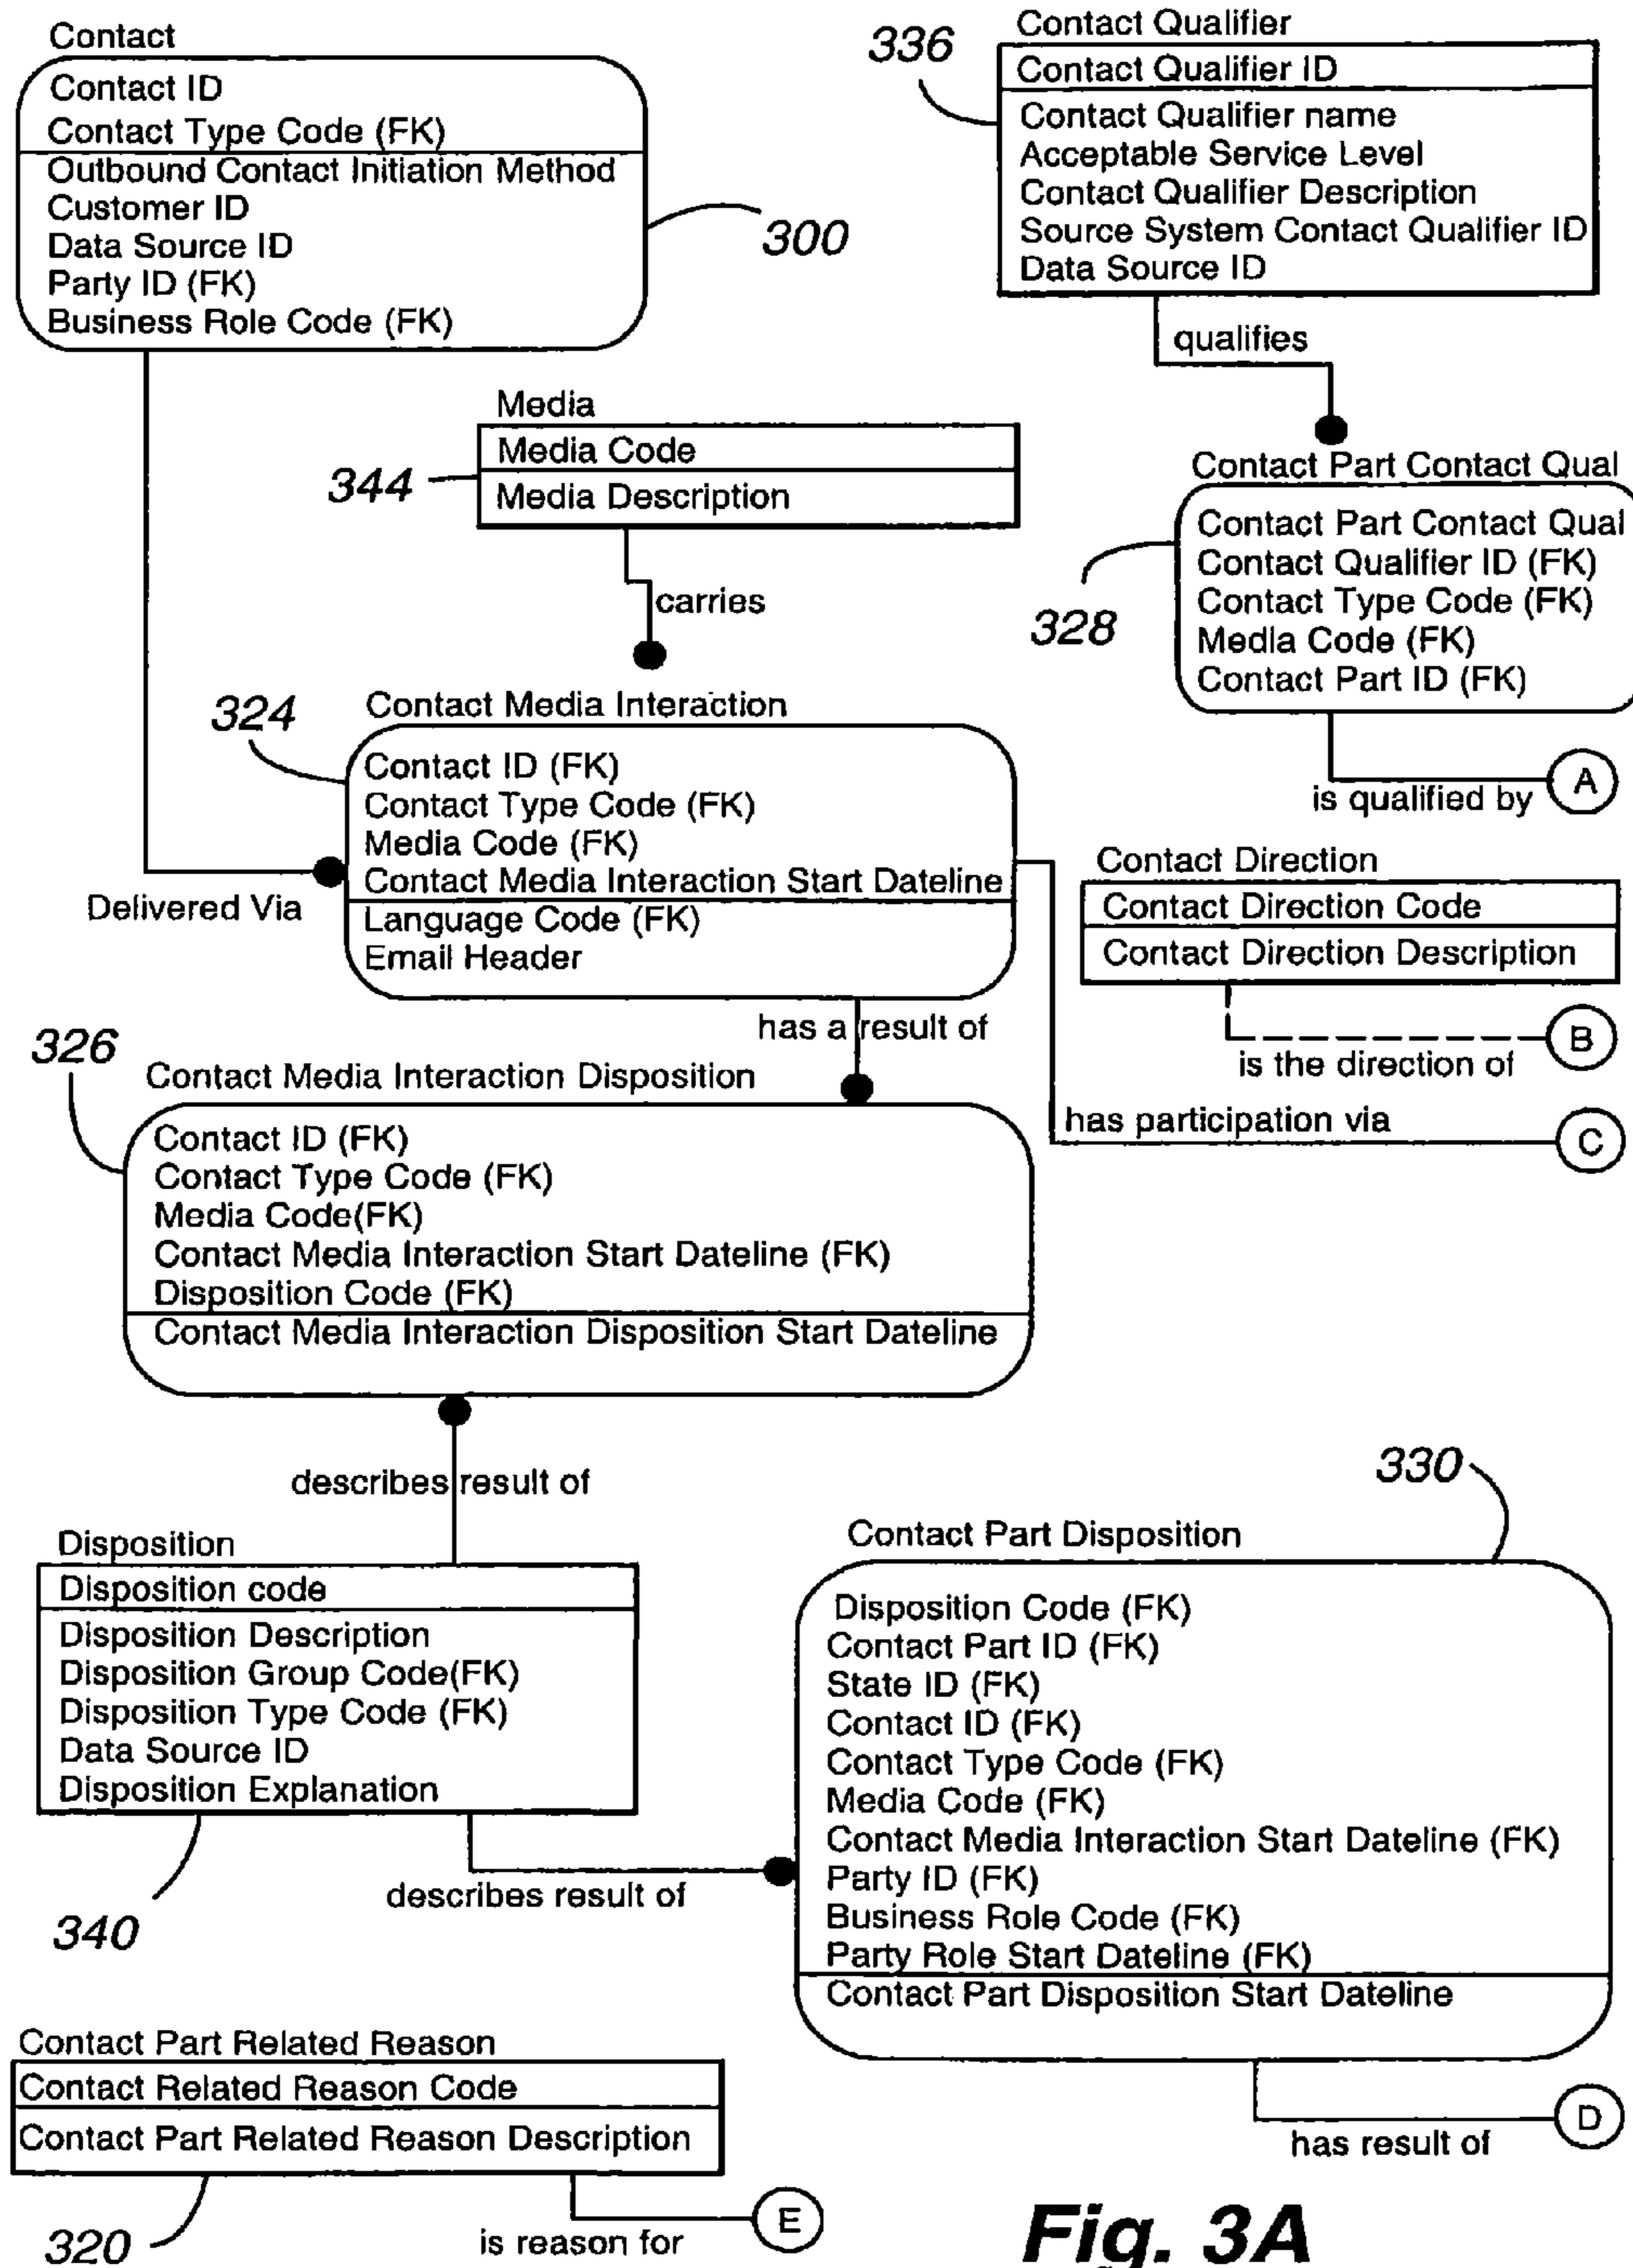 Contact
Contact ID
Contact Type Code (FK)
Outbound Contact Initiation Method
Customer ID
Data Source ID
Party ID (FK)
Business Role Code (FK)
300
336
Contact Qualifier
Contact Qualifier ID
Contact Qualifier name
Acceptable Service Level
Contact Qualifier Description
Source System Contact Qualifier ID
Data Source ID
qualifies
Media
Media Code
Media Description
344
carries
Contact Part Contact Qual
Contact Part Contact Qual
Contact Qualifier ID (FK)
Contact Type Code (FK)
Media Code (FK)
Contact Part ID (FK)
328
is qualified by
A
324
Contact Media Interaction
Contact ID (FK)
Contact Type Code (FK)
Media Code (FK)
Contact Media Interaction Start Dateline
Language Code (FK)
Email Header
Delivered Via
Contact Direction
Contact Direction Code
Contact Direction Description
is the direction of
B
has a result of
has participation via
C
326
Contact Media Interaction Disposition
Contact ID (FK)
Contact Type Code (FK)
Media Code(FK)
Contact Media Interaction Start Dateline (FK)
Disposition Code (FK)
Contact Media Interaction Disposition Start Dateline
describes result of
Disposition
Disposition code
Disposition Description
Disposition Group Code(FK)
Disposition Type Code (FK)
Data Source ID
Disposition Explanation
340
describes result of
330
Contact Part Disposition
Disposition Code (FK)
Contact Part ID (FK)
State ID (FK)
Contact ID (FK)
Contact Type Code (FK)
Media Code (FK)
Contact Media Interaction Start Dateline (FK)
Party ID (FK)
Business Role Code (FK)
Party Role Start Dateline (FK)
Contact Part Disposition Start Dateline
has result of
D
Contact Part Related Reason
Contact Related Reason Code
Contact Part Related Reason Description
320
is reason for
E
Fig. 3A